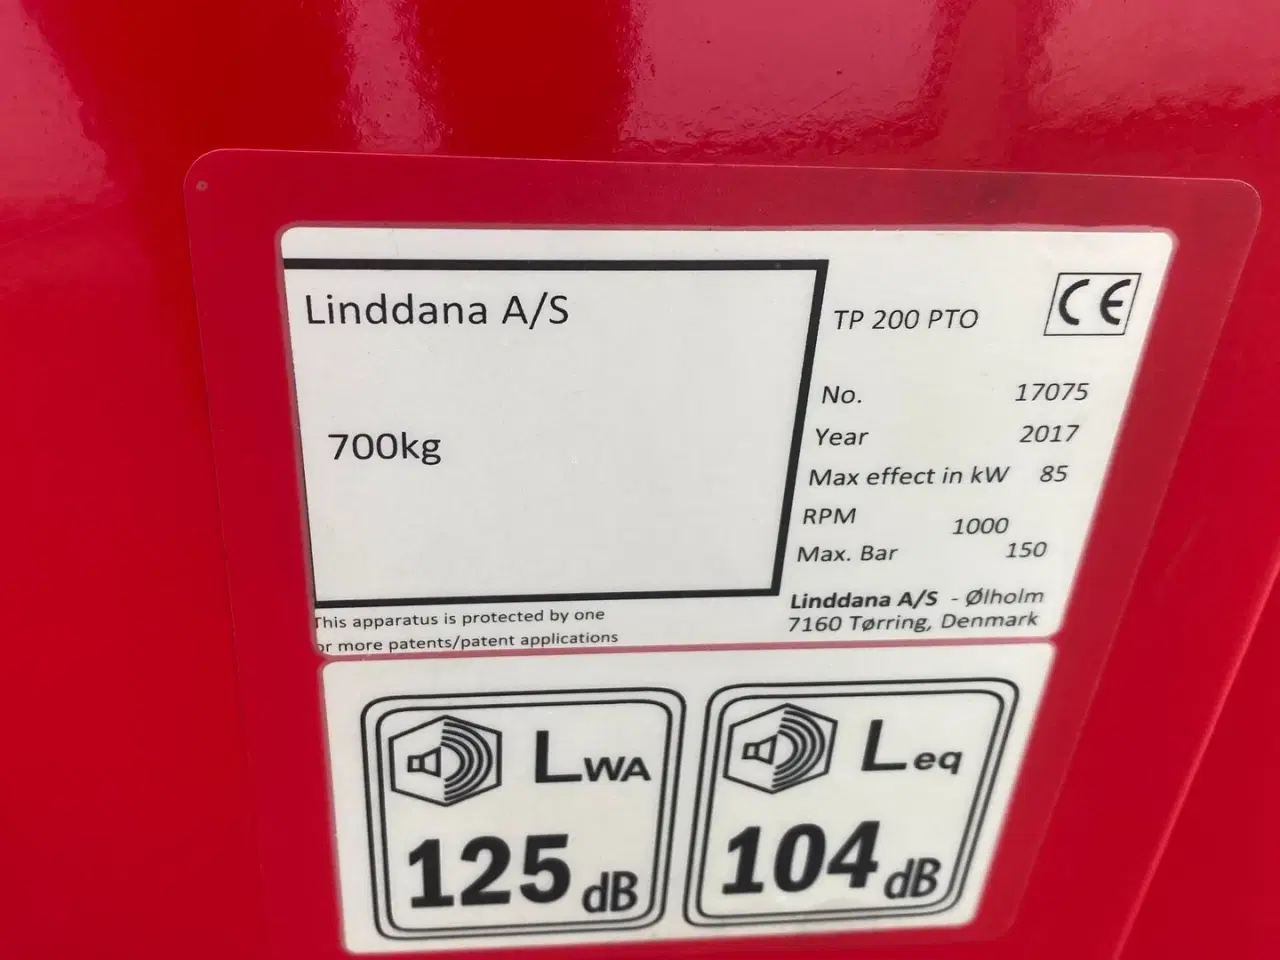 Linddana A/S
700kg
This apparatus is protected by one
or more patents/patent applications
TP 200 PTO
CE
No. 17075
Year 2017
Max effect in kW 85
RPM 1000
Max. Bar 150
Linddana A/S - Ølholm
7160 Tørring, Denmark
LWA
125 dB
Leq
104 dB